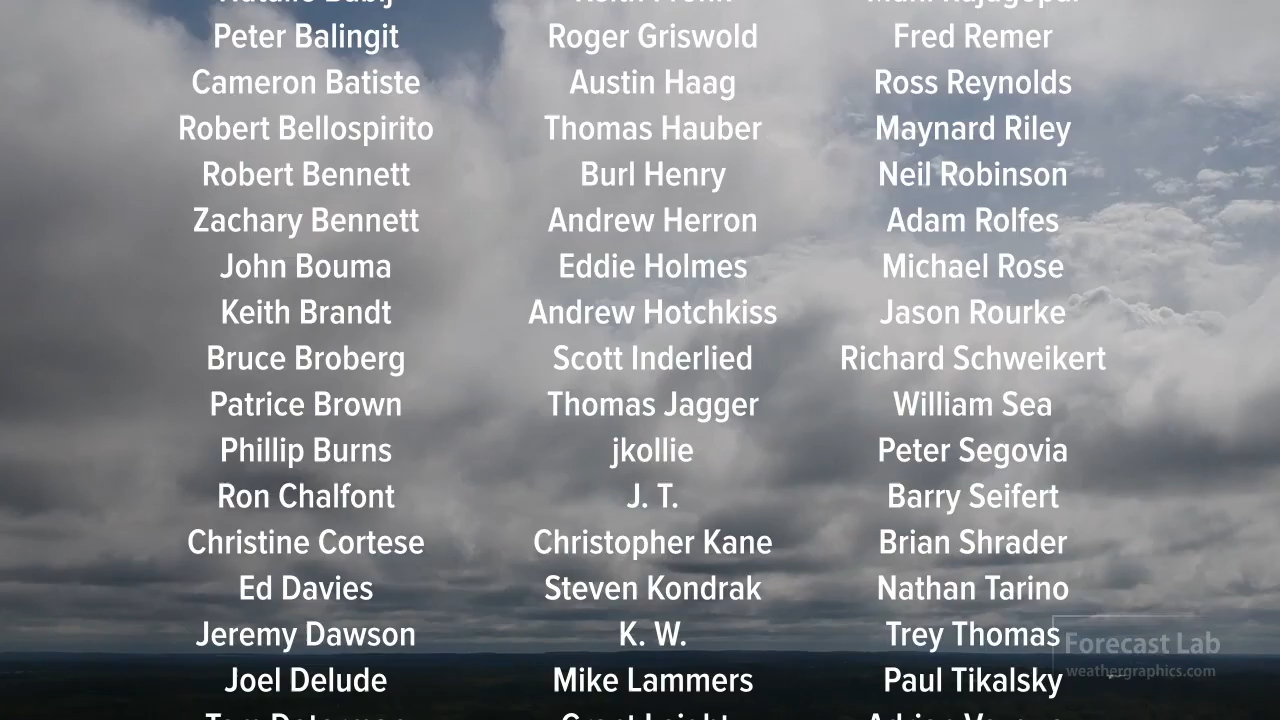 Peter Balingit
Cameron Batiste
Robert Bellospirito
Robert Bennett
Zachary Bennett
John Bouma
Keith Brandt
Bruce Broberg
Patrice Brown
Phillip Burns
Ron Chalfont
Christine Cortese
Ed Davies
Jeremy Dawson
Joel Delude
Roger Griswold
Austin Haag
Thomas Hauber
Burl Henry
Andrew Herron
Eddie Holmes
Andrew Hotchkiss
Scott Inderlied
Thomas Jagger
jkollie
J. T.
Christopher Kane
Steven Kondrak
K. W.
Mike Lammers
Fred Remer
Ross Reynolds
Maynard Riley
Neil Robinson
Adam Rolfes
Michael Rose
Jason Rourke
Richard Schweikert
William Sea
Peter Segovia
Barry Seifert
Brian Shrader
Nathan Tarino
Trey Thomas
Paul Tikalsky
Forecast Lab
weathergraphics.com